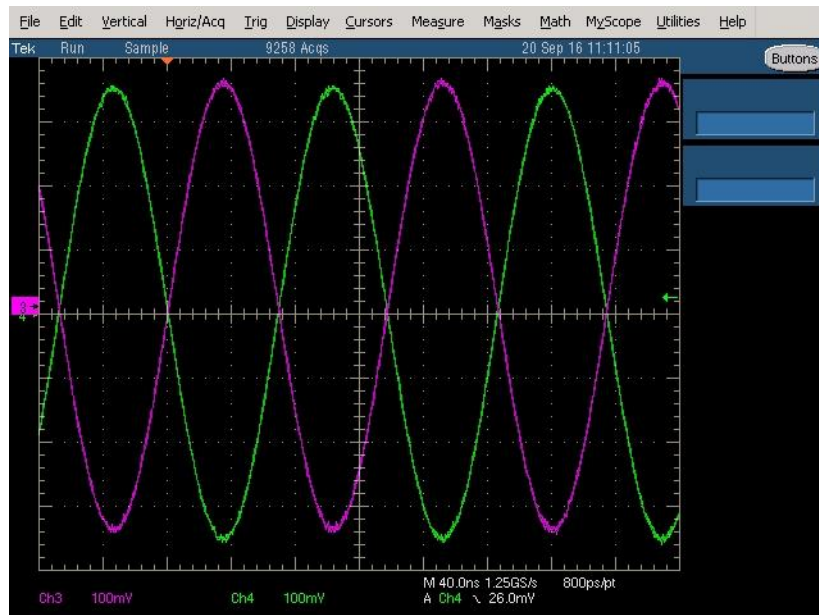 File Edit Vertical Horiz/Acq Trig Display Cursors Measure Masks Math MyScope Utilities Help
Tek Run Sample 9258 Acqs 20 Sep 16 11:11:05
Buttons
3
4
M 40.0ns 1.25GS/s 800ps/pt
A Ch4 26.0mV
Ch3 100mV Ch4 100mV